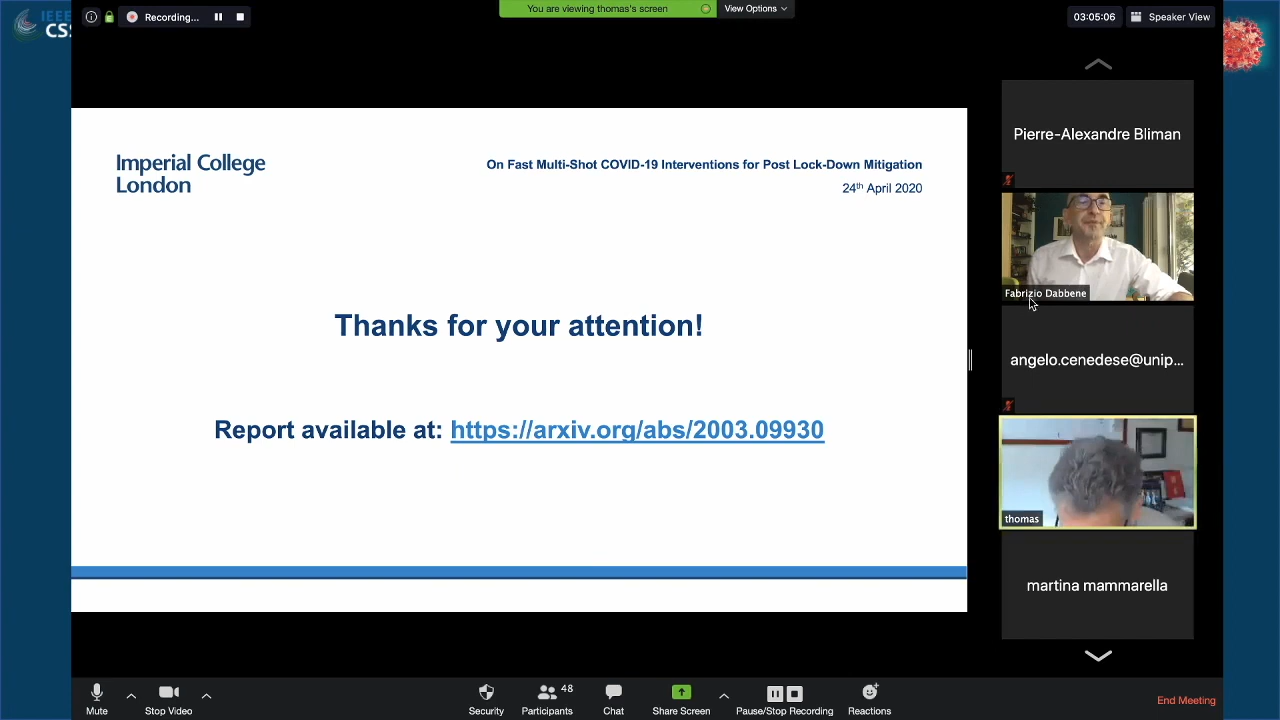 IEEE
CSS
Recording...
You are viewing thomas's screen
View Options
03:05:06
Speaker View
Imperial College
London
On Fast Multi-Shot COVID-19 Interventions for Post Lock-Down Mitigation
24th April 2020
Thanks for your attention!
Report available at: https://arxiv.org/abs/2003.09930
Pierre-Alexandre Bliman
Fabrizio Dabbene
angelo.cenedese@unip...
thomas
martina mammarella
Mute
Stop Video
Security
48
Participants
Chat
Share Screen
Pause/Stop Recording
Reactions
End Meeting